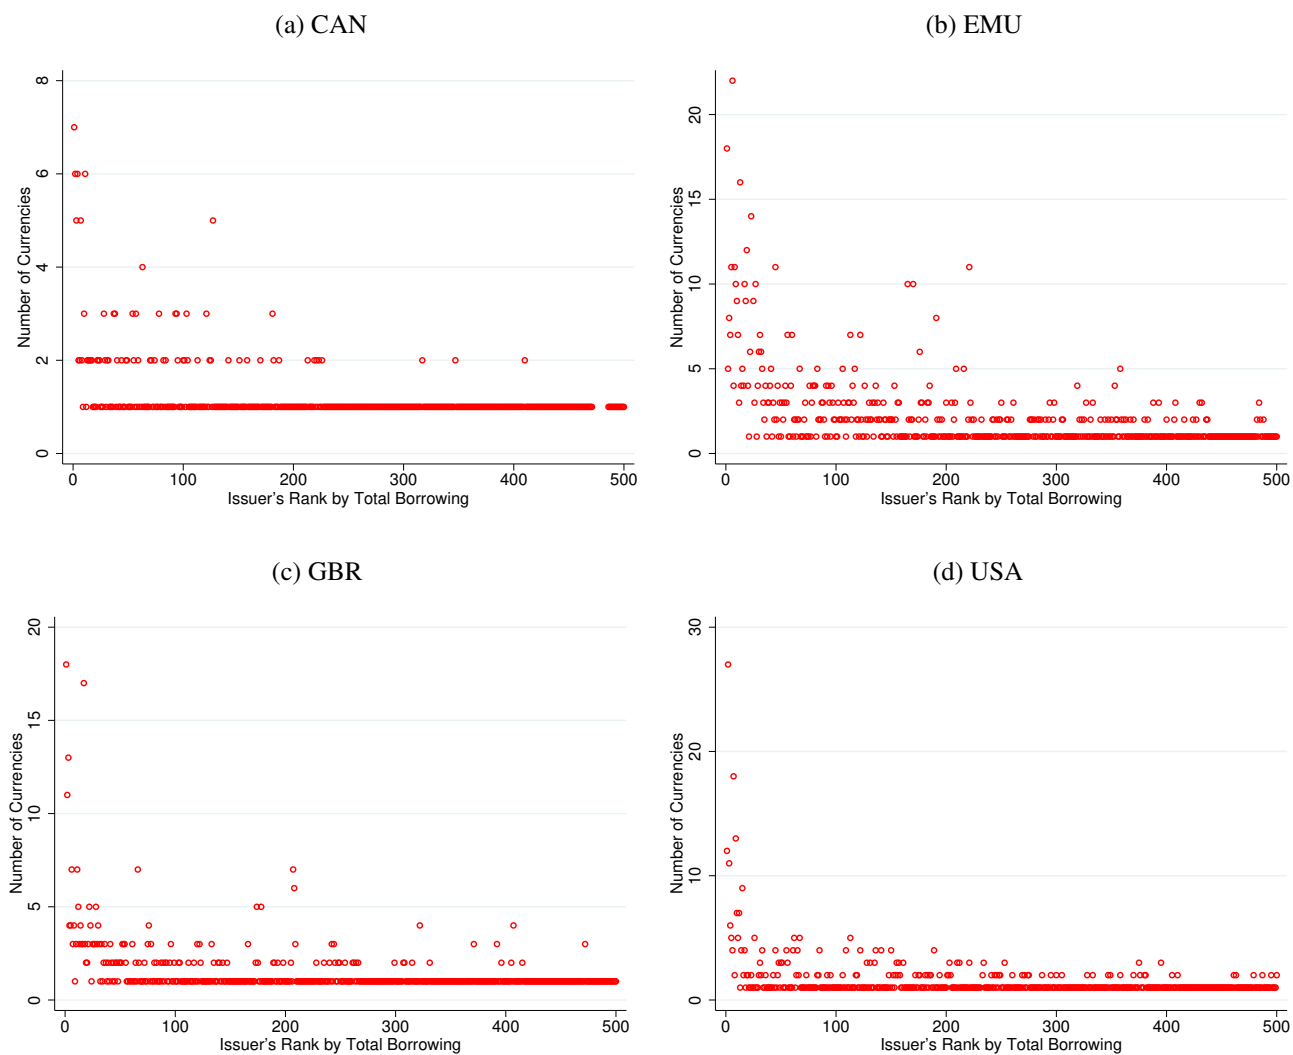 (a) CAN
Number of Currencies
8
6
4
2
0
0 100 200 300 400 500
Issuer's Rank by Total Borrowing
(b) EMU
Number of Currencies
20
15
10
5
0
0 100 200 300 400 500
Issuer's Rank by Total Borrowing
(c) GBR
Number of Currencies
20
15
10
5
0
0 100 200 300 400 500
Issuer's Rank by Total Borrowing
(d) USA
Number of Currencies
30
20
10
0
0 100 200 300 400 500
Issuer's Rank by Total Borrowing